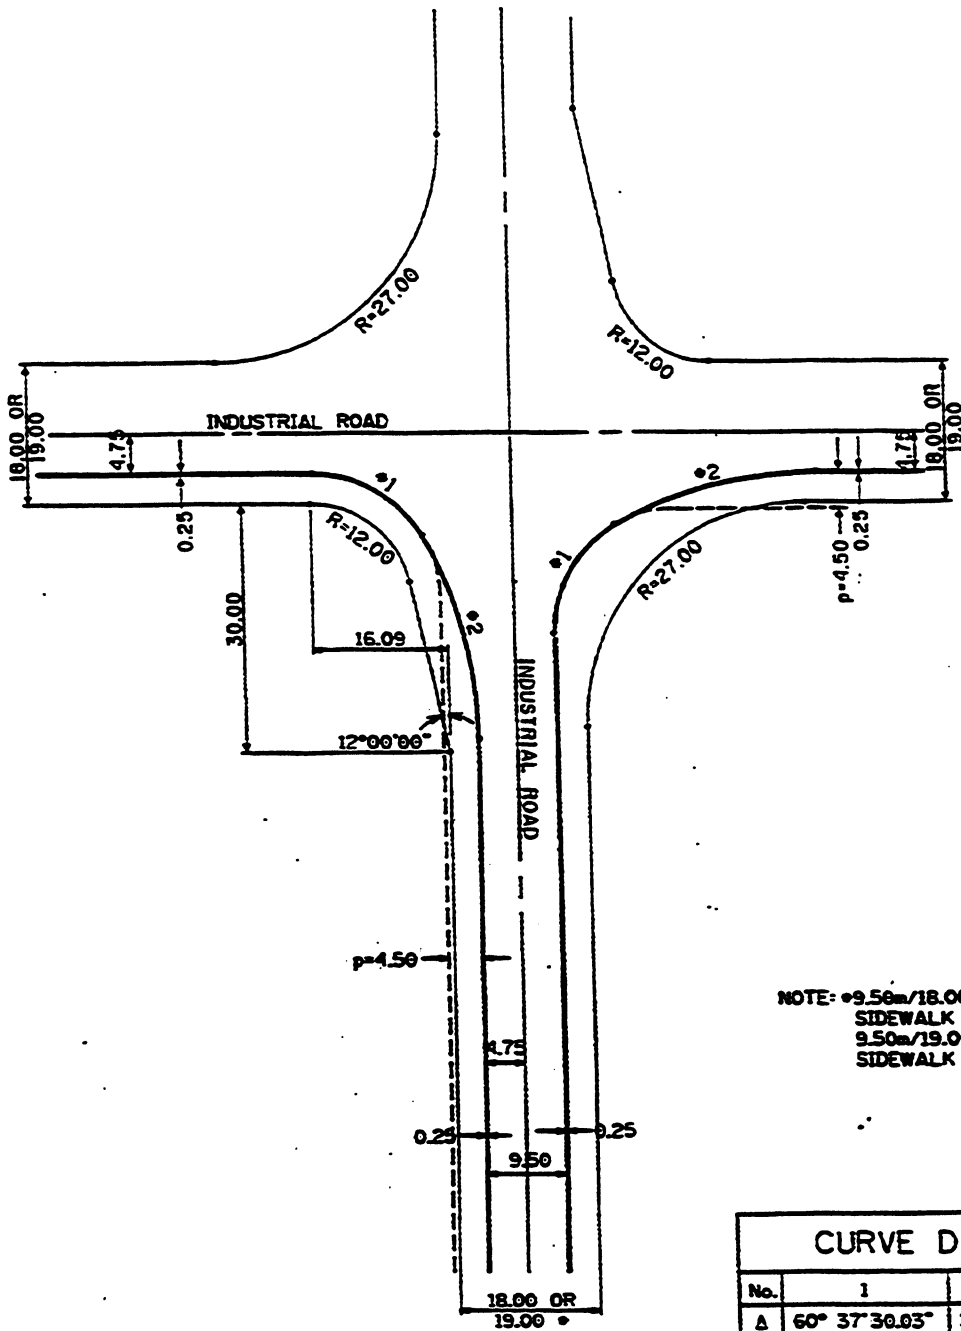 R=27.00
R=12.00
18.00 OR
19.00
INDUSTRIAL ROAD
4.75
0.25
*1
R=12.00
*2
*2
*1
R=27.00
4.75
18.00 OR
19.00
0.25
p=4.50
30.00
16.09
12°00'00"
INDUSTRIAL ROAD
p=4.50
4.75
0.25
0.25
9.50
18.00 OR
19.00 *
NOTE: *9.50m/18.00
SIDEWALK
9.50m/19.0
SIDEWALK
CURVE D
No. 1
Δ 60° 37'30.03"